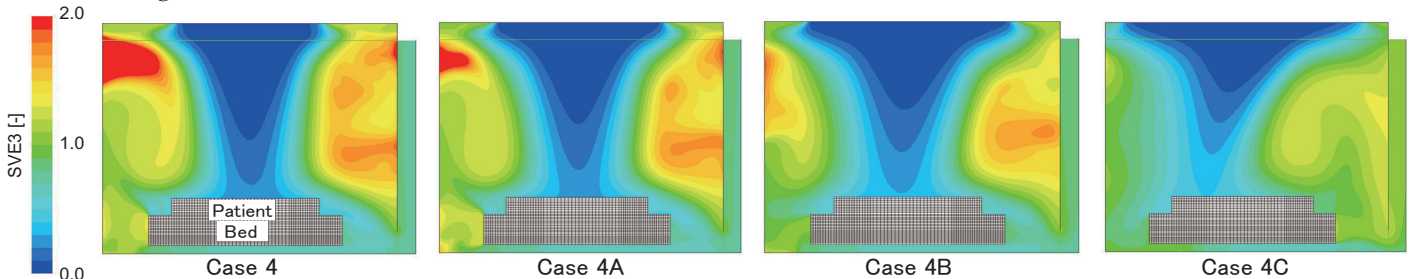 2.0
SVE3 [-]
1.0
0.0
Patient
Bed
Case 4
Case 4A
Case 4B
Case 4C